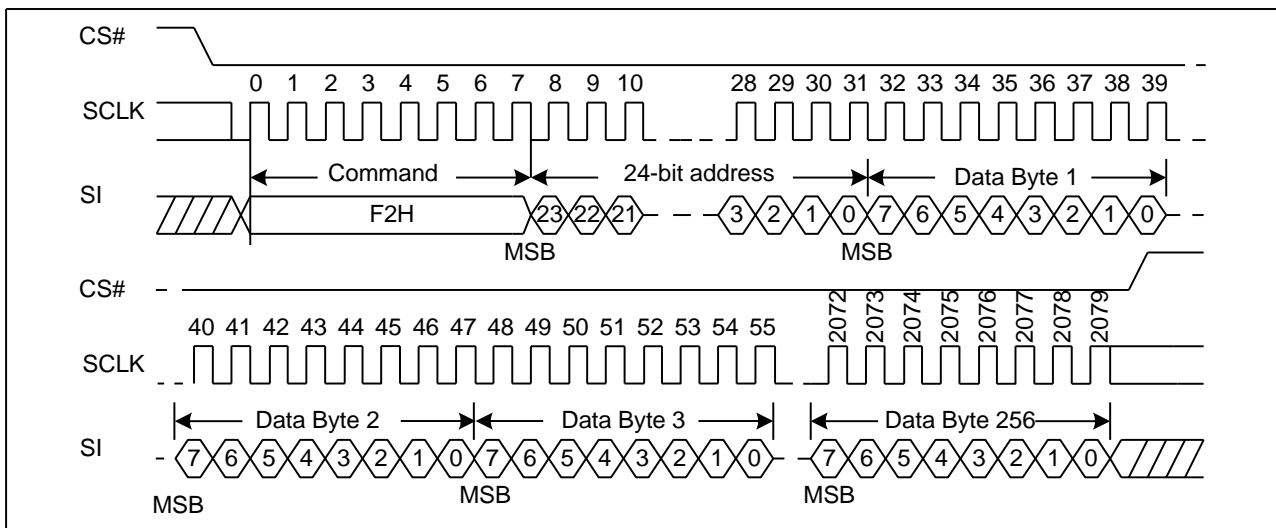 CS#
0 1 2 3 4 5 6 7 8 9 10 28 29 30 31 32 33 34 35 36 37 38 39
SCLK
Command 24-bit address Data Byte 1
SI
F2H 23 22 21 3 2 1 0 7 6 5 4 3 2 1 0
MSB MSB
CS#
2072 2073 2074 2075 2076 2077 2078 2079
40 41 42 43 44 45 46 47 48 49 50 51 52 53 54 55
SCLK
Data Byte 2 Data Byte 3 Data Byte 256
SI
7 6 5 4 3 2 1 0 7 6 5 4 3 2 1 0 7 6 5 4 3 2 1 0
MSB MSB MSB